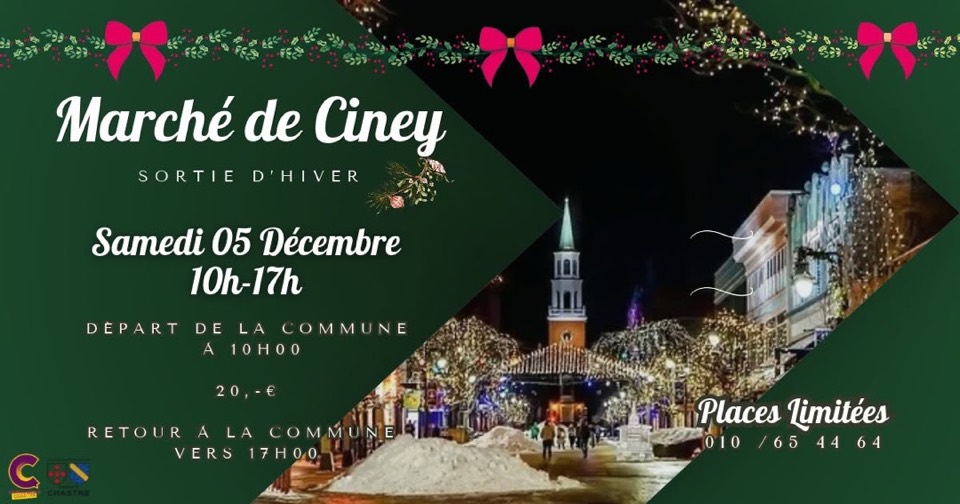 Marché de Ciney
SORTIE D'HIVER
Samedi 05 Décembre
10h-17h
DÉPART DE LA COMMUNE
À 10H00
20,-€
RETOUR À LA COMMUNE
VERS 17H00
Places Limitées
010 /65 44 64
CHASTRE